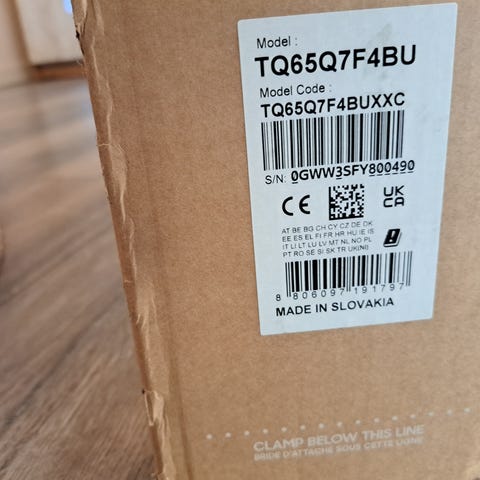 Model :
TQ65Q7F4BU
Model Code :
TQ65Q7F4BUXXC
S/N: 0GWW3SFY800490
CE
UK
CA
AT BE BG CH CY CZ DE DK
EE ES EL FI FR HR HU IE IS
IT LI LT LU LV MT NL NO PL
PT RO SE SI SK TR UK(NI)
8 806097 191797
MADE IN SLOVAKIA
CLAMP BELOW THIS LINE
BRIDE D'ATTACHE SOUS CETTE LIGNE